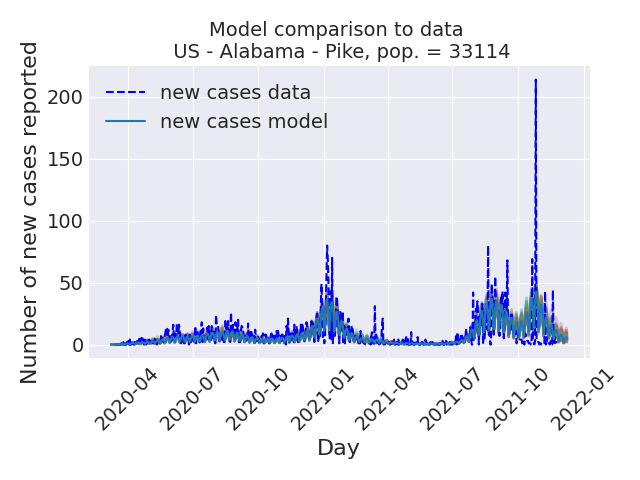 Model comparison to data
US - Alabama - Pike, pop. = 33114
Number of new cases reported
200
150
100
50
0
new cases data
new cases model
2020-04
2020-07
2020-10
2021-01
2021-04
2021-07
2021-10
2022-01
Day